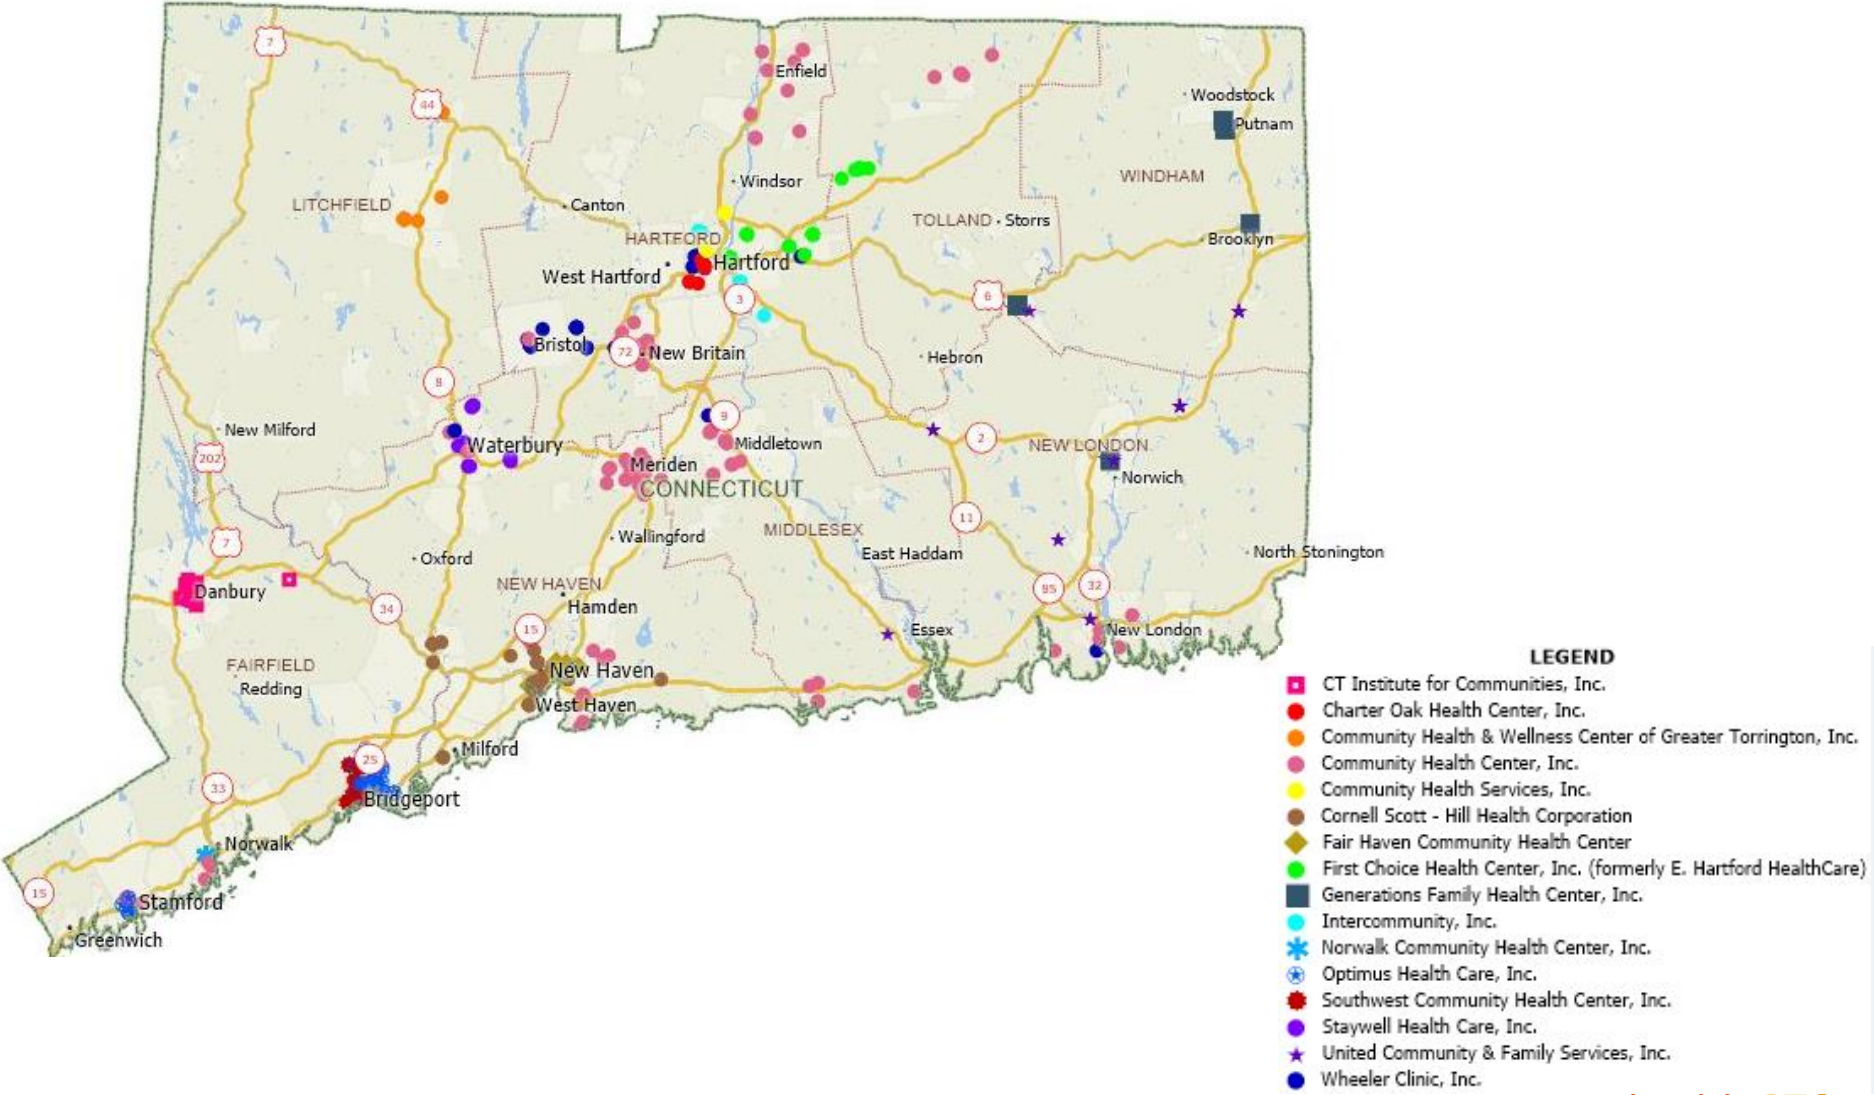 7
Enfield
44
Woodstock
Putnam
WINDHAM
Windsor
LITCHFIELD
Canton
TOLLAND
Storrs
HARTFORD
Brooklyn
West Hartford
Hartford
3
6
Bristol
72
New Britain
Hebron
8
9
New Milford
Waterbury
Middletown
2
NEW LONDON
202
Meriden
Norwich
CONNECTICUT
11
7
Wallingford
MIDDLESEX
East Haddam
North Stonington
Oxford
Danbury
NEW HAVEN
Hamden
95
32
34
15
Essex
New London
FAIRFIELD
Redding
New Haven
West Haven
Milford
25
33
Bridgeport
Norwalk
15
Stamford
Greenwich
LEGEND
CT Institute for Communities, Inc.
Charter Oak Health Center, Inc.
Community Health & Wellness Center of Greater Torrington, Inc.
Community Health Center, Inc.
Community Health Services, Inc.
Cornell Scott - Hill Health Corporation
Fair Haven Community Health Center
First Choice Health Center, Inc. (formerly E. Hartford HealthCare)
Generations Family Health Center, Inc.
Intercommunity, Inc.
Norwalk Community Health Center, Inc.
Optimus Health Care, Inc.
Southwest Community Health Center, Inc.
Staywell Health Care, Inc.
United Community & Family Services, Inc.
Wheeler Clinic, Inc.